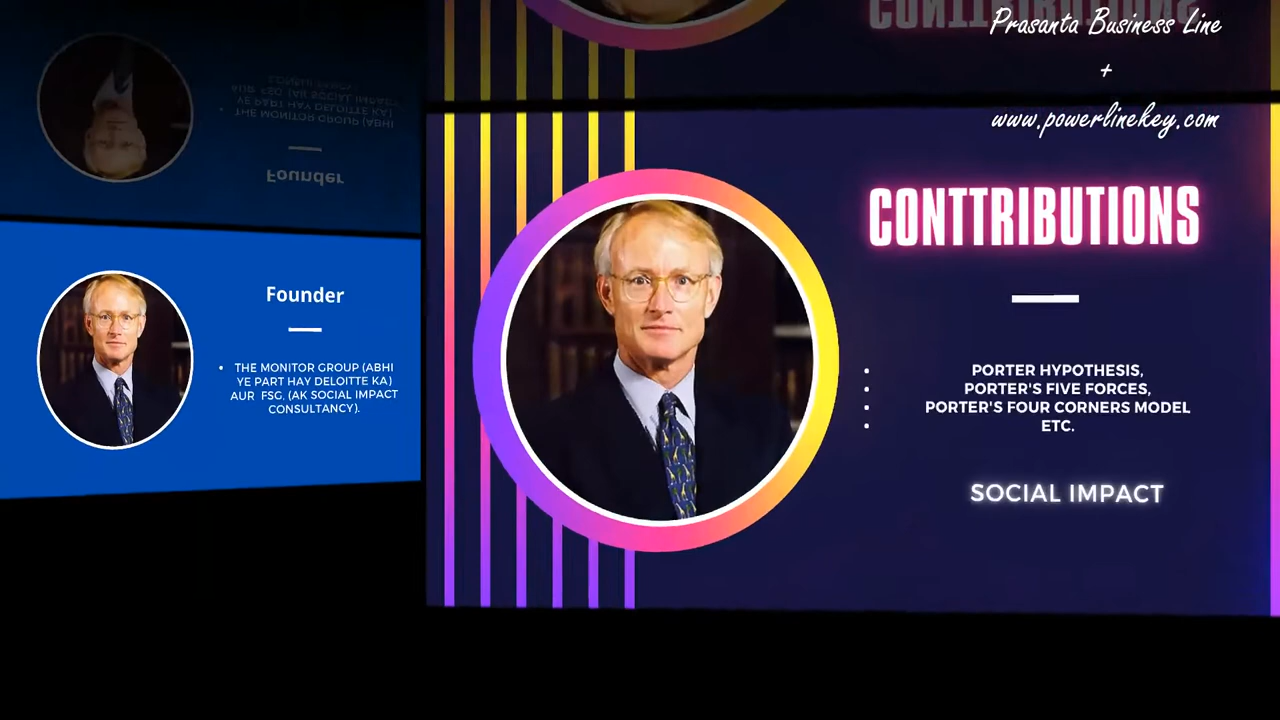 Prasanta Business Line
+
www.powerlinekey.com
CONTTRIBUTIONS
Founder
THE MONITOR GROUP (ABHI
YE PART HAY DELOITTE KA)
AUR FSG. (AK SOCIAL IMPACT
CONSULTANCY).
PORTER HYPOTHESIS,
PORTER'S FIVE FORCES,
PORTER'S FOUR CORNERS MODEL
ETC.
SOCIAL IMPACT